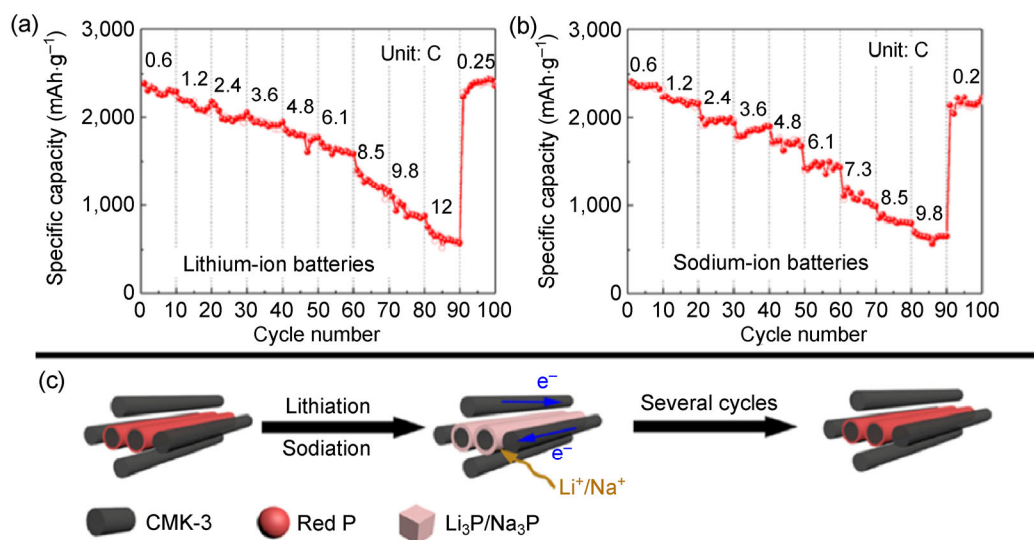 (a)
Specific capacity (mAh·g⁻¹)
3,000
2,000
1,000
0
Unit: C
0.6
1.2
2.4
3.6
4.8
6.1
8.5
9.8
12
0.25
Lithium-ion batteries
0 10 20 30 40 50 60 70 80 90 100
Cycle number
(b)
Specific capacity (mAh·g⁻¹)
3,000
2,000
1,000
0
Unit: C
0.6
1.2
2.4
3.6
4.8
6.1
7.3
8.5
9.8
0.2
Sodium-ion batteries
0 10 20 30 40 50 60 70 80 90 100
Cycle number
(c)
Lithiation
Sodiation
e⁻
e⁻
Li⁺/Na⁺
Several cycles
CMK-3
Red P
Li₃P/Na₃P